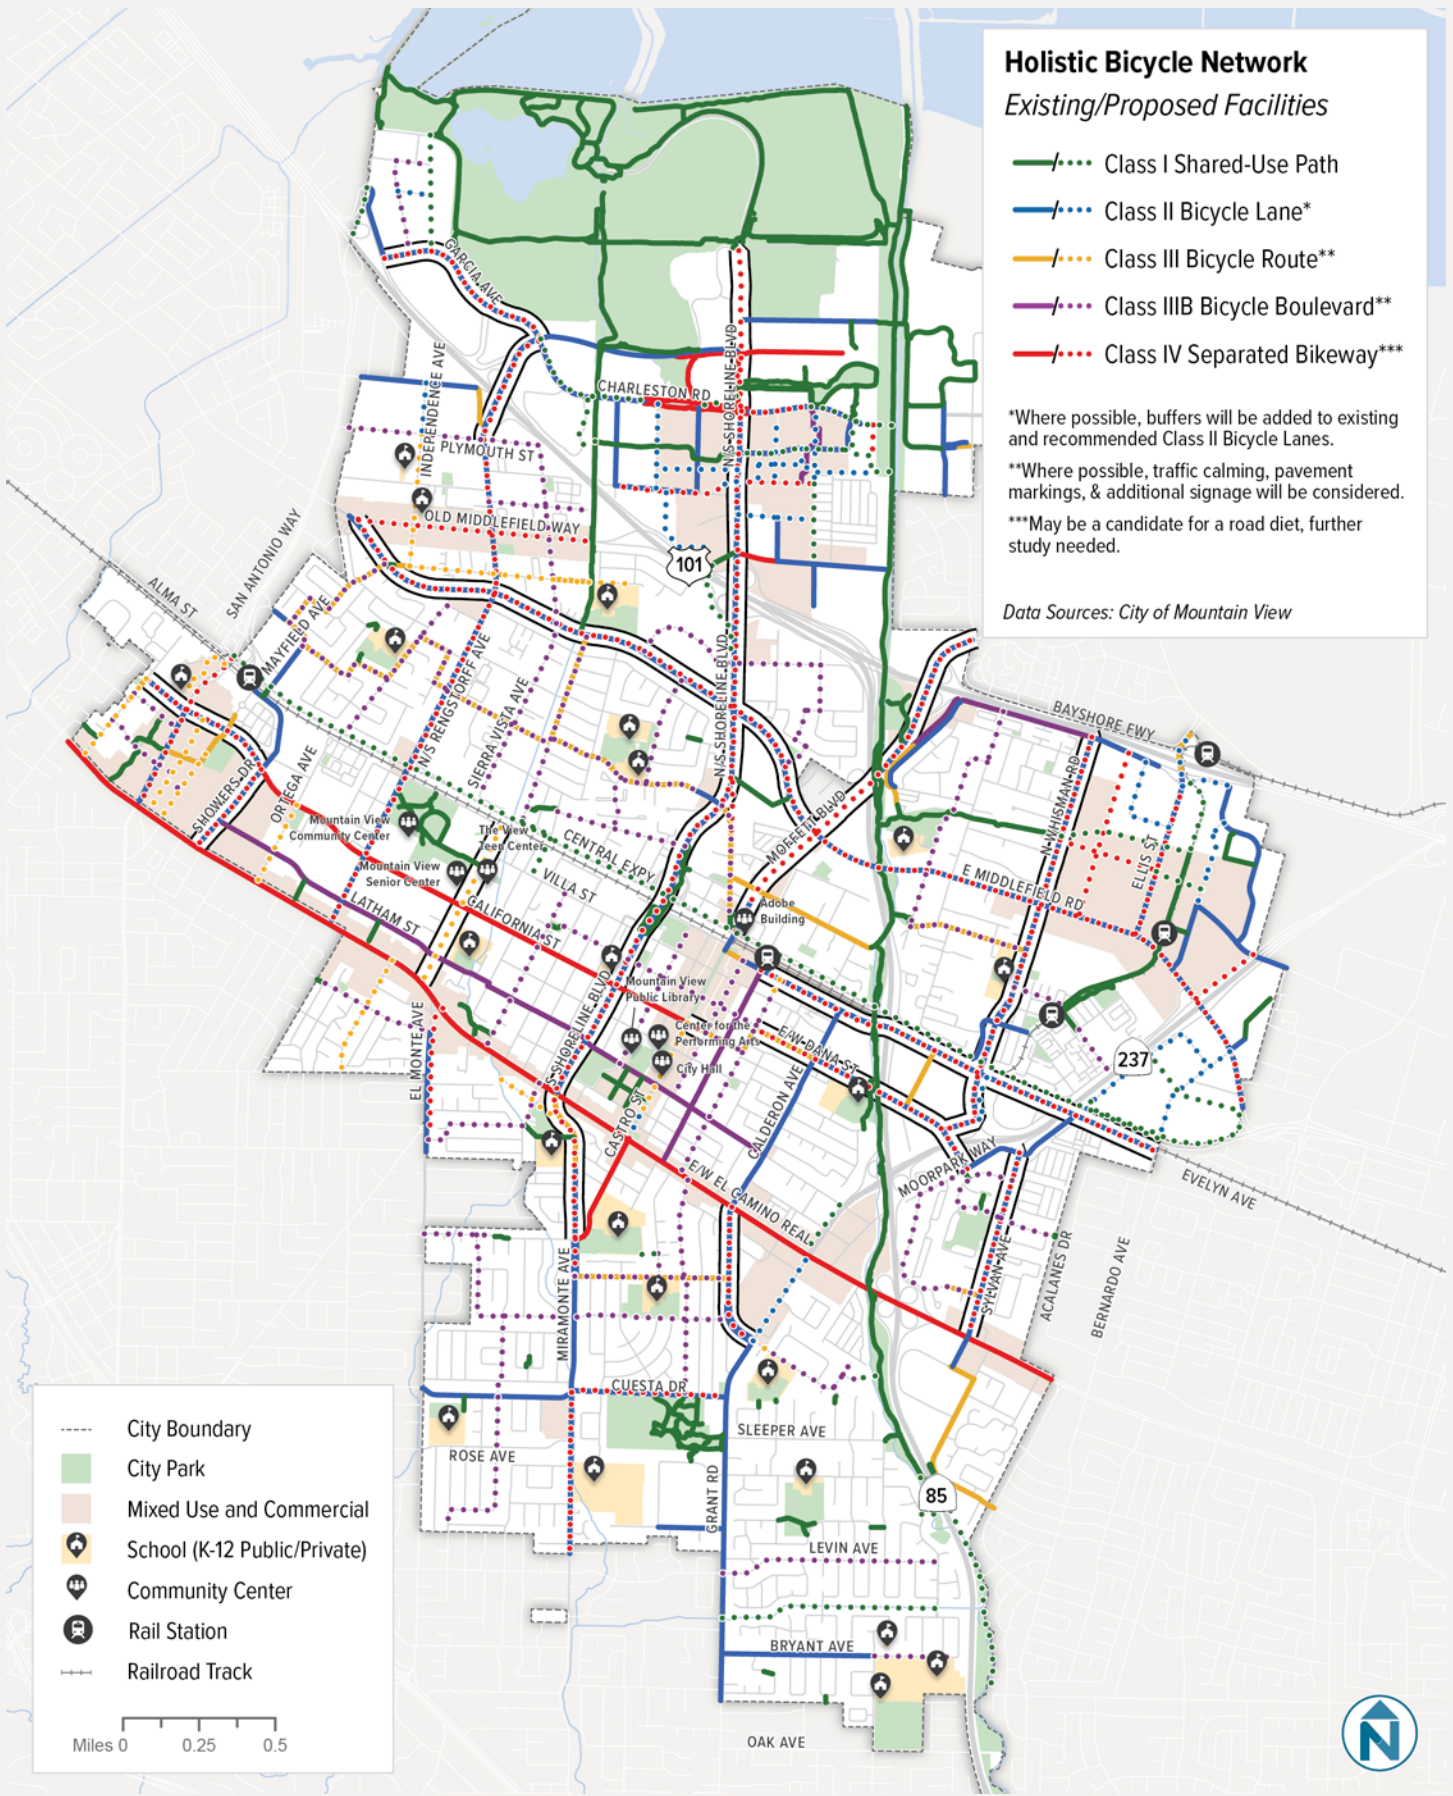 Holistic Bicycle Network
Existing/Proposed Facilities
Class I Shared-Use Path
Class II Bicycle Lane*
Class III Bicycle Route**
Class IIIB Bicycle Boulevard**
Class IV Separated Bikeway***
*Where possible, buffers will be added to existing
and recommended Class II Bicycle Lanes.
**Where possible, traffic calming, pavement
markings, & additional signage will be considered.
***May be a candidate for a road diet, further
study needed.
Data Sources: City of Mountain View
GARCIA AVE
N/S SHORELINE BLVD
INDEPENDENCE AVE
CHARLESTON RD
PLYMOUTH ST
OLD MIDDLEFIELD WAY
101
SAN ANTONIO WAY
ALMA ST
MAYFIELD AVE
N/S RENGSTORFF AVE
SIERRA VISTA AVE
N/S SHORELINE BLVD
BAYSHORE FWY
SHOWERS DR
ORTEGA AVE
N WHISMAN RD
MOFFETT BLVD
ELLIS ST
Mountain View
Community Center
The View
Teen Center
CENTRAL EXPY
Mountain View
Senior Center
VILLA ST
E MIDDLEFIELD RD
LATHAM ST
CALIFORNIA ST
Adobe
Building
Mountain View
Public Library
Center for the
Performing Arts
City Hall
E/W DANA ST
S SHORELINE BLVD
EL MONTE AVE
CASTRO ST
CALDERON AVE
237
MOORPARK WAY
E/W EL CAMINO REAL
EVELYN AVE
SYLVAN AVE
ACALANES DR
BERNARDO AVE
MIRAMONTE AVE
CUESTA DR
SLEEPER AVE
ROSE AVE
GRANT RD
85
LEVIN AVE
BRYANT AVE
OAK AVE
City Boundary
City Park
Mixed Use and Commercial
School (K-12 Public/Private)
Community Center
Rail Station
Railroad Track
Miles 0 0.25 0.5
N